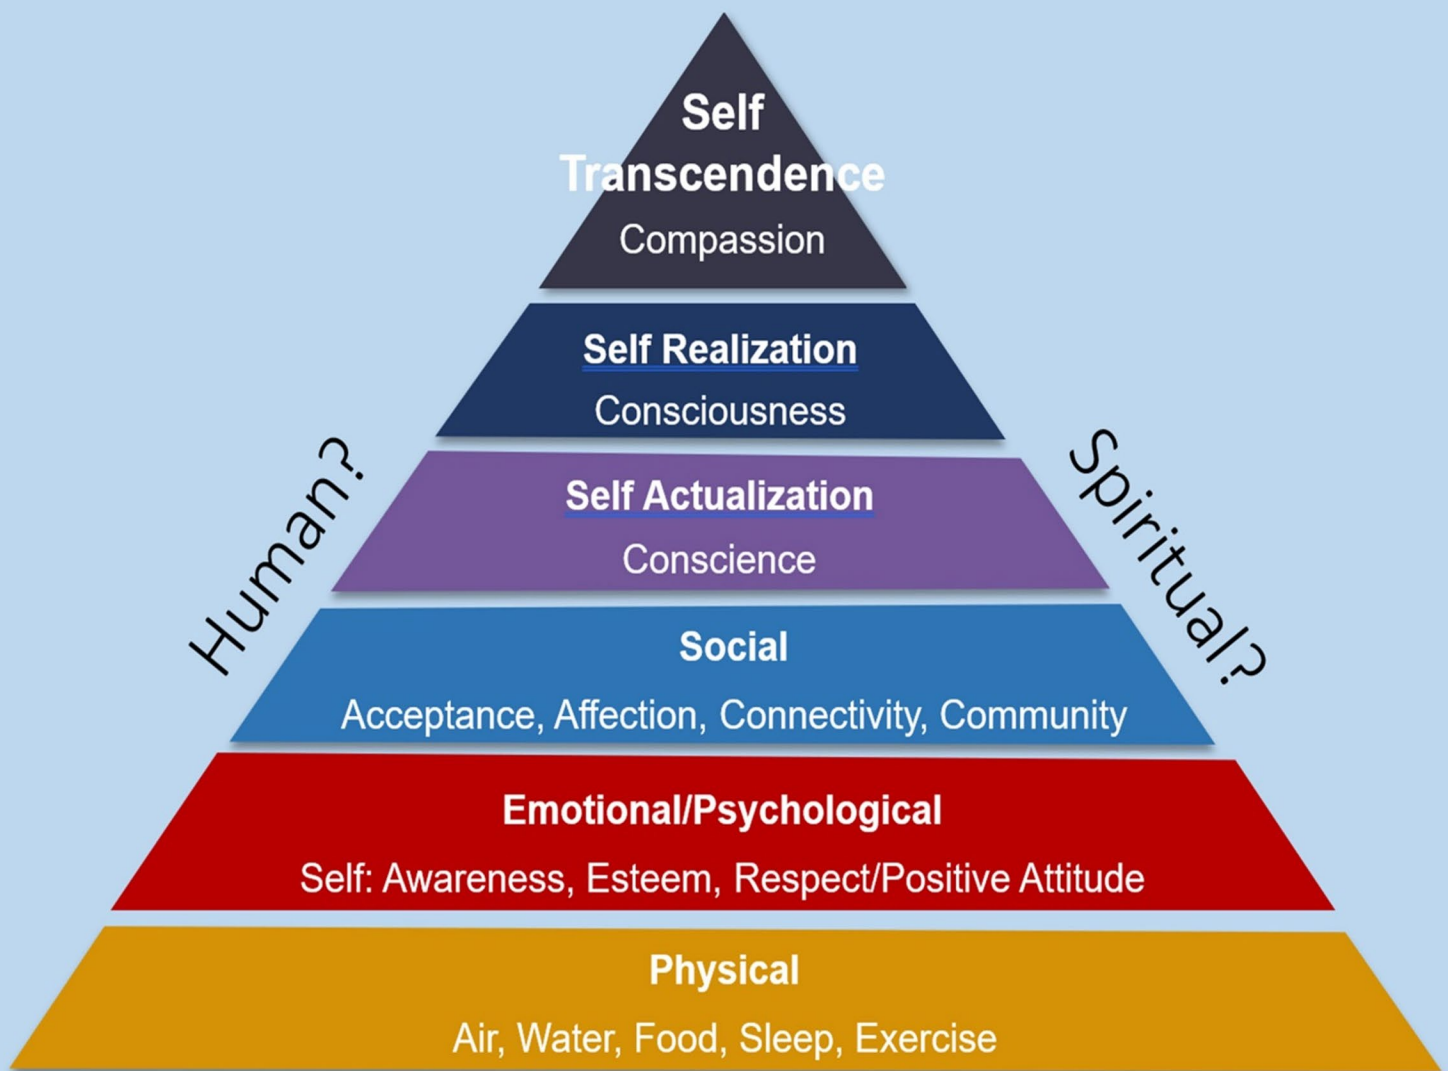 Self
Transcendence
Compassion
Self Realization
Consciousness
Human?
Spiritual?
Self Actualization
Conscience
Social
Acceptance, Affection, Connectivity, Community
Emotional/Psychological
Self: Awareness, Esteem, Respect/Positive Attitude
Physical
Air, Water, Food, Sleep, Exercise